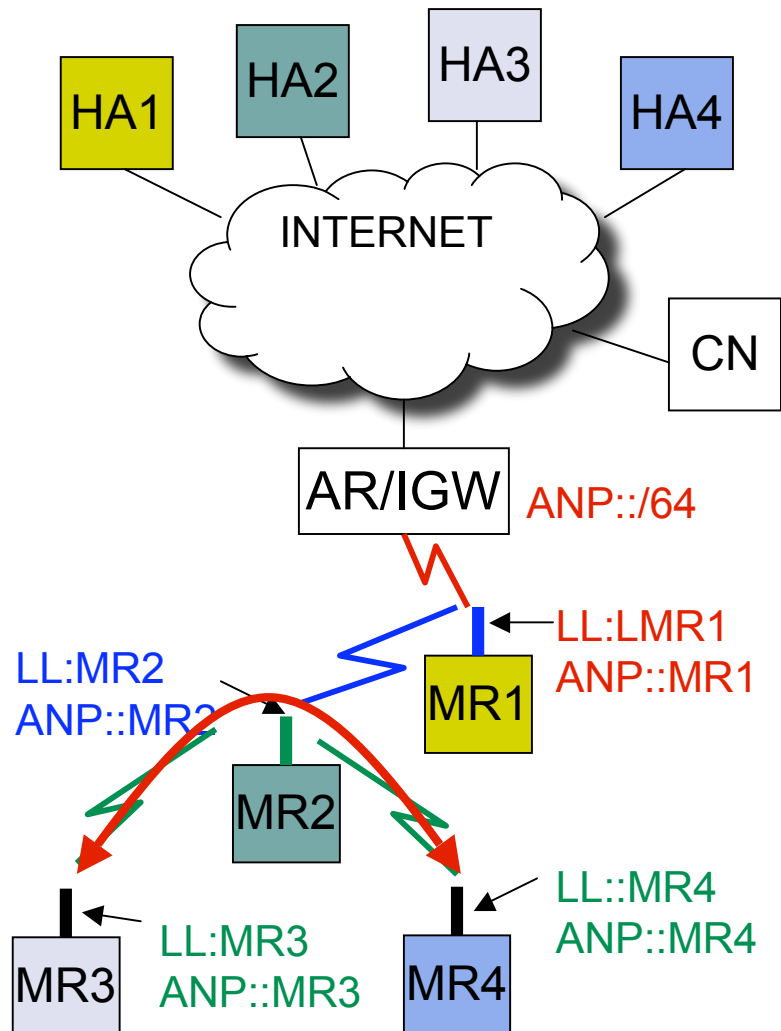 HA1
HA2
HA3
HA4
INTERNET
CN
AR/IGW
ANP::/64
LL:LMR1
ANP::MR1
MR1
LL:MR2
ANP::MR2
MR2
LL::MR4
ANP::MR4
LL:MR3
ANP::MR3
MR3
MR4